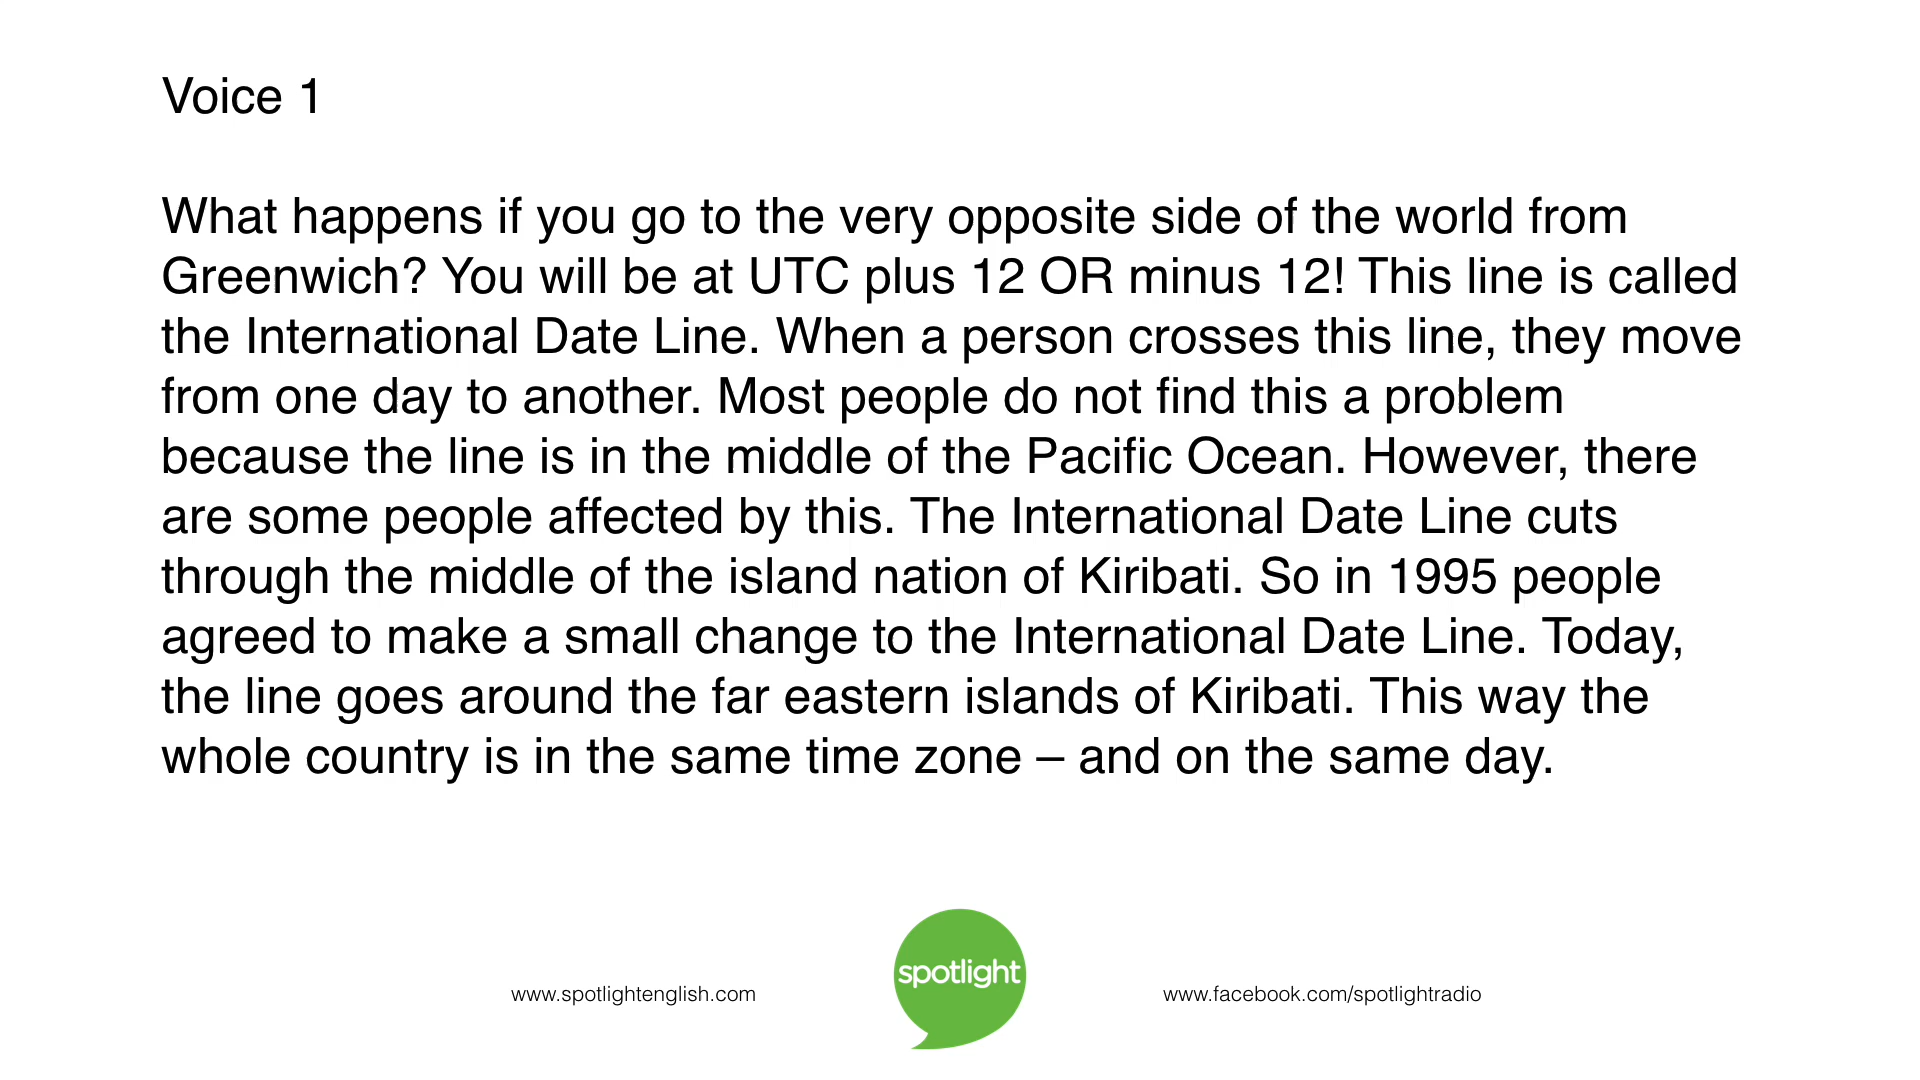 Voice 1
What happens if you go to the very opposite side of the world from
Greenwich? You will be at UTC plus 12 OR minus 12! This line is called
the International Date Line. When a person crosses this line, they move
from one day to another. Most people do not find this a problem
because the line is in the middle of the Pacific Ocean. However, there
are some people affected by this. The International Date Line cuts
through the middle of the island nation of Kiribati. So in 1995 people
agreed to make a small change to the International Date Line. Today,
the line goes around the far eastern islands of Kiribati. This way the
whole country is in the same time zone – and on the same day.
www.spotlightenglish.com
spotlight
www.facebook.com/spotlightradio